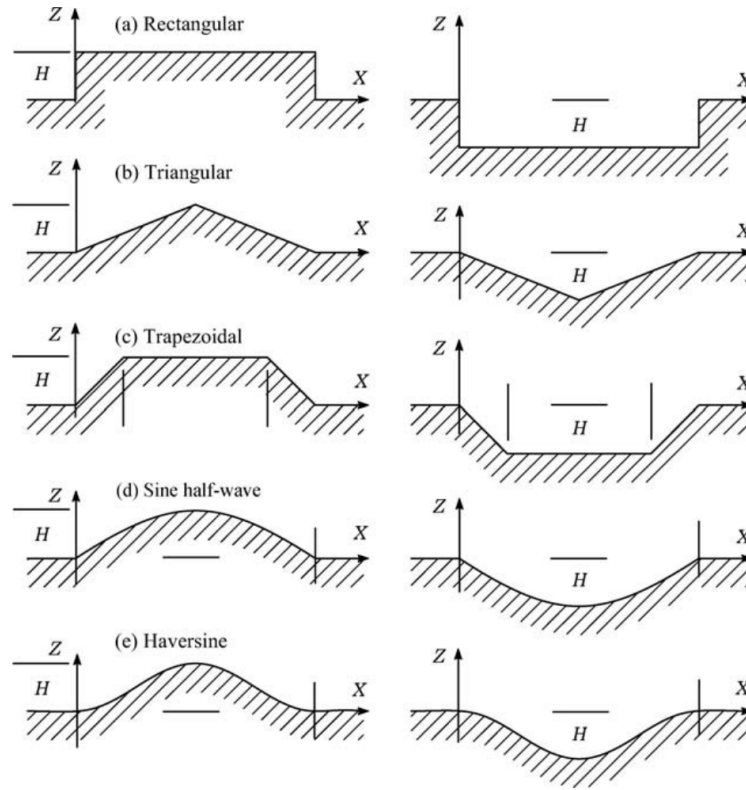 Z (a) Rectangular Z
H X X
H
(b) Triangular
Z
H X Z X
H
(c) Trapezoidal
Z Z
H X X
H
Z (d) Sine half-wave Z
H X X
H
(e) Haversine
Z Z
H X X
H